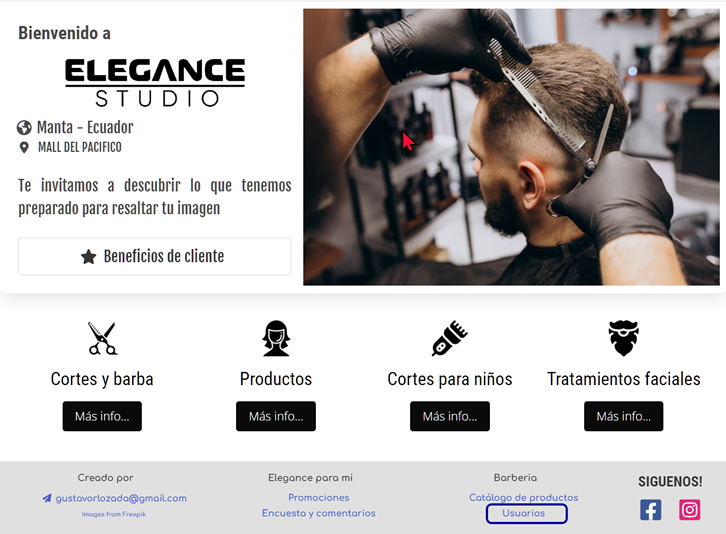 Bienvenido a
ELEGANCE
STUDIO
Manta - Ecuador
MALL DEL PACIFICO
Te invitamos a descubrir lo que tenemos
preparado para resaltar tu imagen
Beneficios de cliente
Cortes y barba
Productos
Cortes para niños
Tratamientos faciales
Más info...
Más info...
Más info...
Más info...
Creado por
gustavorlozada@gmail.com
Images from Freepik
Elegance para mi
Promociones
Encuesta y comentarios
Barberia
Catálogo de productos
Usuarios
SIGUENOS!